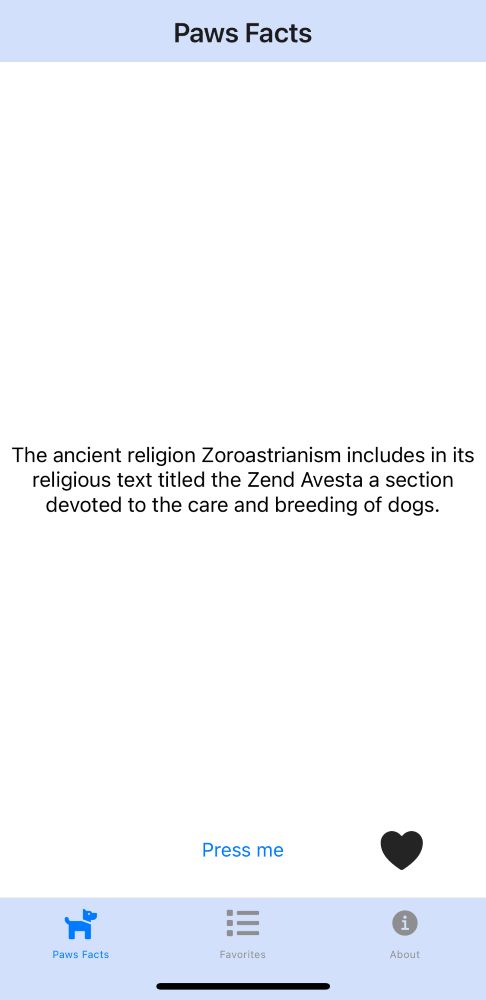 Paws Facts
The ancient religion Zoroastrianism includes in its
religious text titled the Zend Avesta a section
devoted to the care and breeding of dogs.
Press me
Paws Facts
Favorites
About